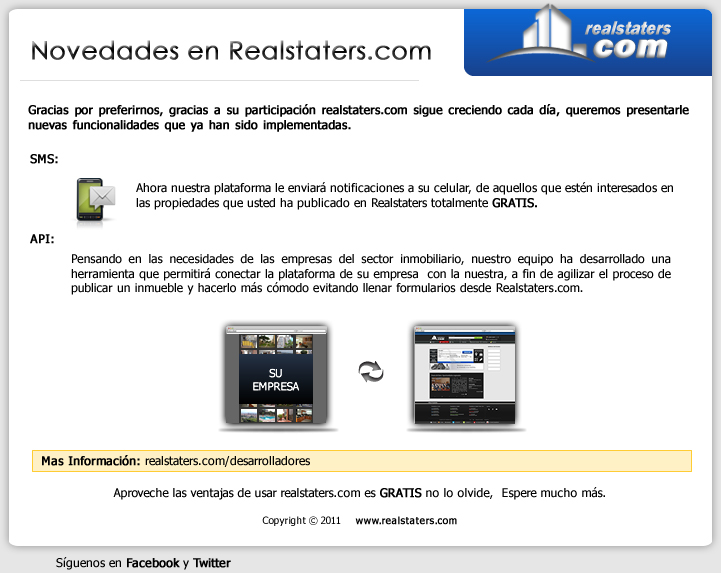 Novedades en Realstaters.com
realstaters
.com
Gracias por preferirnos, gracias a su participación realstaters.com sigue creciendo cada día, queremos presentarle
nuevas funcionalidades que ya han sido implementadas.
SMS:
Ahora nuestra plataforma le enviará notificaciones a su celular, de aquellos que estén interesados en
las propiedades que usted ha publicado en Realstaters totalmente GRATIS.
API:
Pensando en las necesidades de las empresas del sector inmobiliario, nuestro equipo ha desarrollado una
herramienta que permitirá conectar la plataforma de su empresa con la nuestra, a fin de agilizar el proceso de
publicar un inmueble y hacerlo más cómodo evitando llenar formularios desde Realstaters.com.
SU
EMPRESA
Mas Información: realstaters.com/desarrolladores
Aproveche las ventajas de usar realstaters.com es GRATIS no lo olvide, Espere mucho más.
Copyright © 2011 www.realstaters.com
Síguenos en Facebook y Twitter